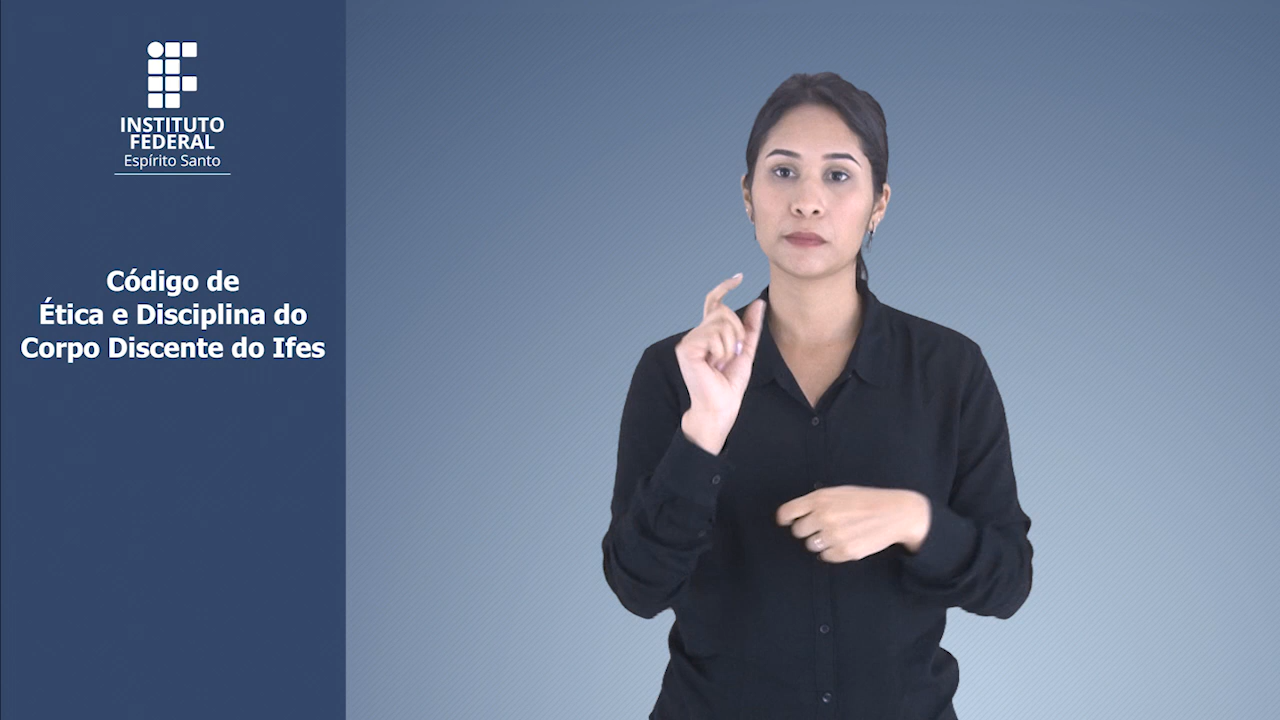 INSTITUTO
FEDERAL
Espírito Santo
Código de
Ética e Disciplina do
Corpo Discente do Ifes